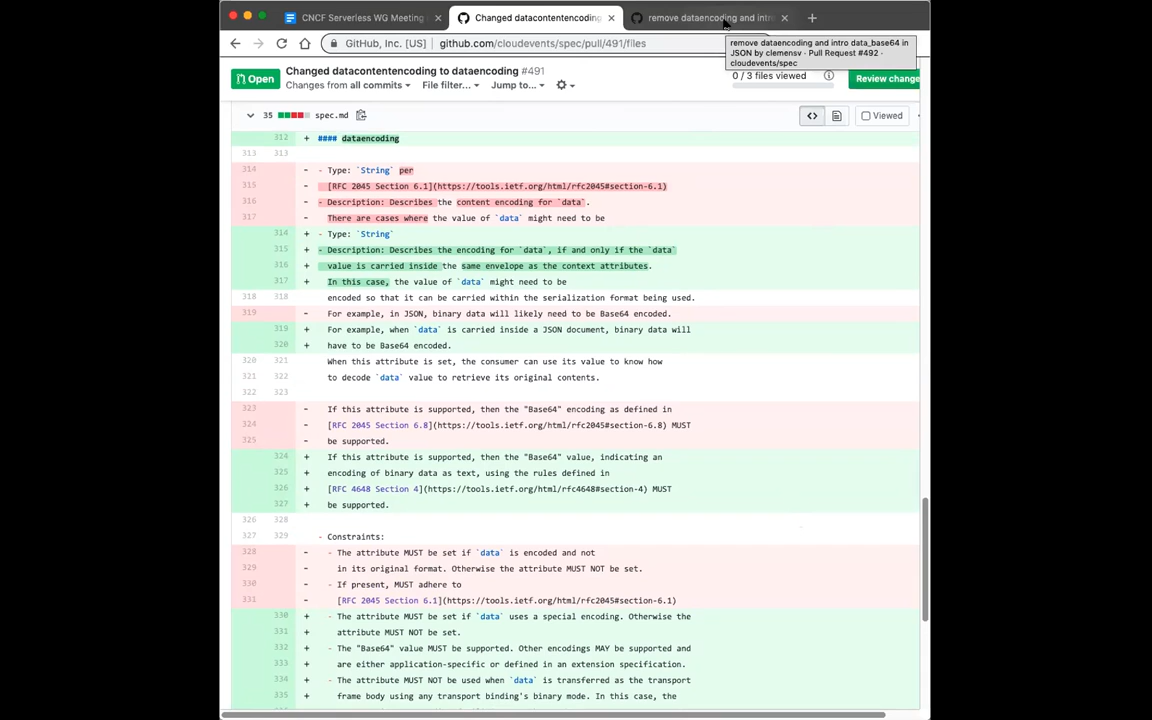 CNCF Serverless WG Meeting
Changed datacontentencoding
remove dataencoding and intr
GitHub, Inc. [US] github.com/cloudevents/spec/pull/491/files
remove dataencoding and intro data_base64 in
JSON by clemensv · Pull Request #492 ·
cloudevents/spec
Open
Changed datacontentencoding to dataencoding #491
Changes from all commits File filter... Jump to...
0 / 3 files viewed
Review change
35 spec.md
Viewed
312 + #### dataencoding
313 313
314 - - Type: `String` per
315 - [RFC 2045 Section 6.1](https://tools.ietf.org/html/rfc2045#section-6.1)
316 - - Description: Describes the content encoding for `data`.
317 - There are cases where the value of `data` might need to be
314 + - Type: `String`
315 + - Description: Describes the encoding for `data`, if and only if the `data`
316 + value is carried inside the same envelope as the context attributes.
317 + In this case, the value of `data` might need to be
318 318 encoded so that it can be carried within the serialization format being used.
319 - For example, in JSON, binary data will likely need to be Base64 encoded.
319 + For example, when `data` is carried inside a JSON document, binary data will
320 + have to be Base64 encoded.
320 321 When this attribute is set, the consumer can use its value to know how
321 322 to decode `data` value to retrieve its original contents.
322 323
323 - If this attribute is supported, then the "Base64" encoding as defined in
324 - [RFC 2045 Section 6.8](https://tools.ietf.org/html/rfc2045#section-6.8) MUST
325 - be supported.
324 + If this attribute is supported, then the "Base64" value, indicating an
325 + encoding of binary data as text, using the rules defined in
326 + [RFC 4648 Section 4](https://tools.ietf.org/html/rfc4648#section-4) MUST
327 + be supported.
326 328
327 329 - Constraints:
328 - - The attribute MUST be set if `data` is encoded and not
329 - in its original format. Otherwise the attribute MUST NOT be set.
330 - - If present, MUST adhere to
331 - [RFC 2045 Section 6.1](https://tools.ietf.org/html/rfc2045#section-6.1)
330 + - The attribute MUST be set if `data` uses a special encoding. Otherwise the
331 + attribute MUST NOT be set.
332 + - The "Base64" value MUST be supported. Other encodings MAY be supported and
333 + are either application-specific or defined in an extension specification.
334 + - The attribute MUST NOT be used when `data` is transferred as the transport
335 + frame body using any transport binding's binary mode. In this case, the